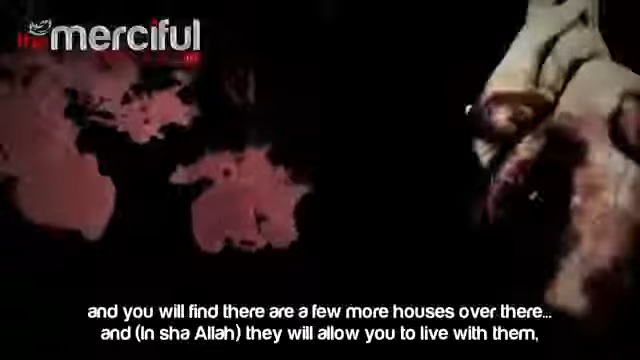 the merciful
and you will find there are a few more houses over there...
and (In sha Allah) they will allow you to live with them,